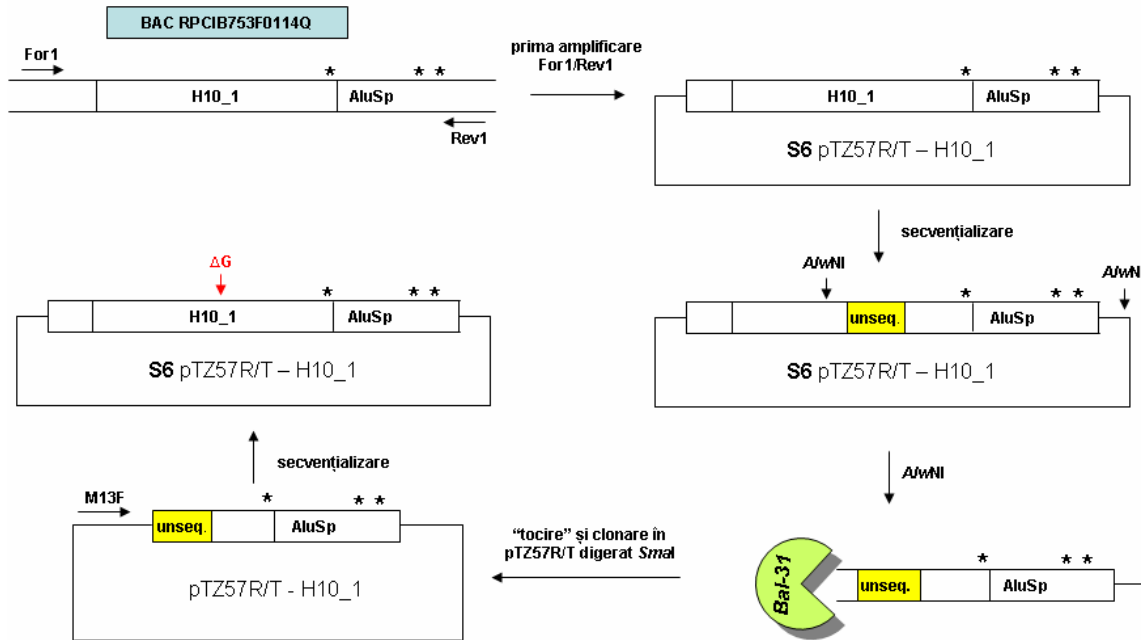 BAC RPCIB753F0114Q
For1
* * *
H10_1 AluSp
Rev1
prima amplificare
For1/Rev1
* * *
H10_1 AluSp
S6 pTZ57R/T – H10_1
secvențializare
AlwNI
AlwN
* * *
unseq. AluSp
S6 pTZ57R/T – H10_1
AlwNI
Bal-31
* * *
unseq. AluSp
“tocire” și clonare în
pTZ57R/T digerat SmaI
M13F
* * *
unseq. AluSp
pTZ57R/T - H10_1
secvențializare
ΔG
* * *
H10_1 AluSp
S6 pTZ57R/T – H10_1